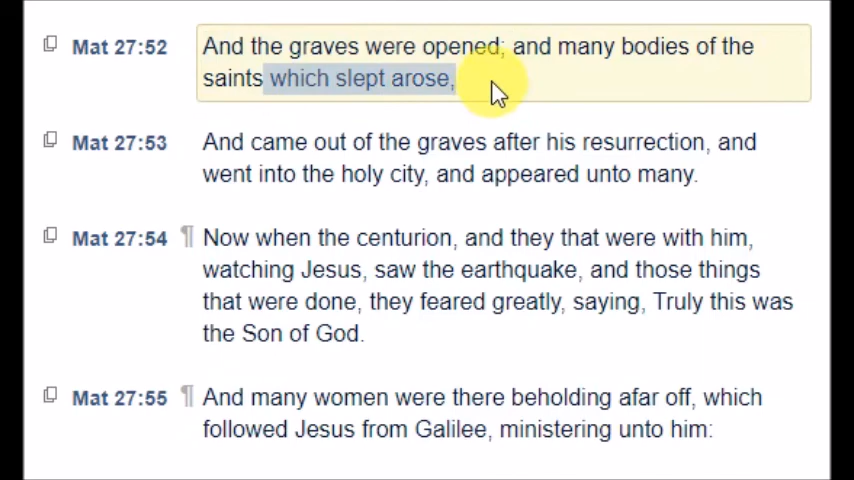 Mat 27:52 And the graves were opened; and many bodies of the
saints which slept arose,
Mat 27:53 And came out of the graves after his resurrection, and
went into the holy city, and appeared unto many.
Mat 27:54 ¶ Now when the centurion, and they that were with him,
watching Jesus, saw the earthquake, and those things
that were done, they feared greatly, saying, Truly this was
the Son of God.
Mat 27:55 ¶ And many women were there beholding afar off, which
followed Jesus from Galilee, ministering unto him: